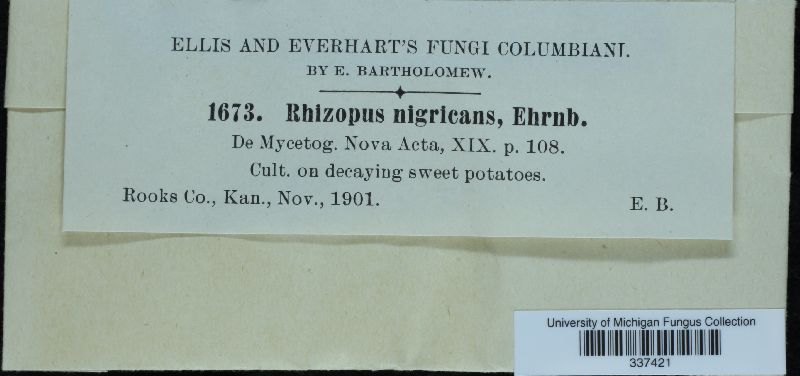 ELLIS AND EVERHART'S FUNGI COLUMBIANI.
BY E. BARTHOLOMEW.
1673. Rhizopus nigricans, Ehrnb.
De Mycetog. Nova Acta, XIX. p. 108.
Cult. on decaying sweet potatoes.
Rooks Co., Kan., Nov., 1901.
E. B.
University of Michigan Fungus Collection
337421